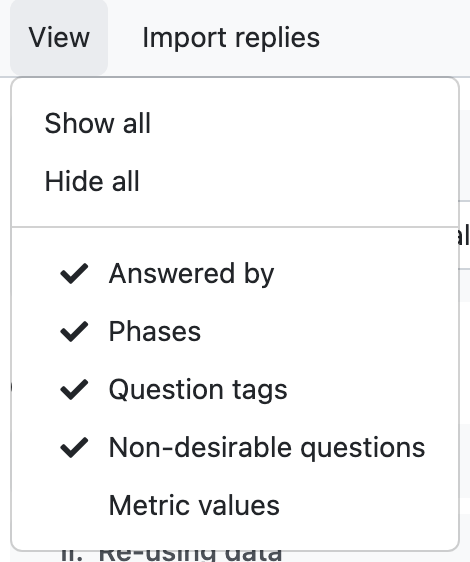 View Import replies
Show all
Hide all
Answered by
Phases
Question tags
Non-desirable questions
Metric values
II. Re-using data